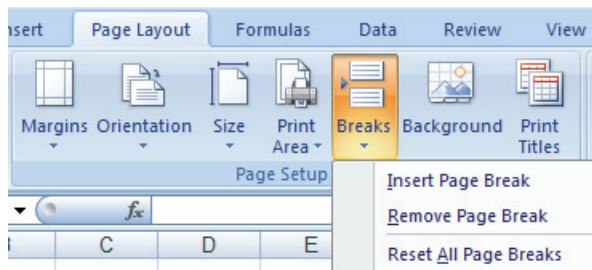 nsert Page Layout Formulas Data Review View
Margins Orientation Size Print Area Breaks Background Print Titles
Page Setup
Insert Page Break
fx
Remove Page Break
C D E
Reset All Page Breaks